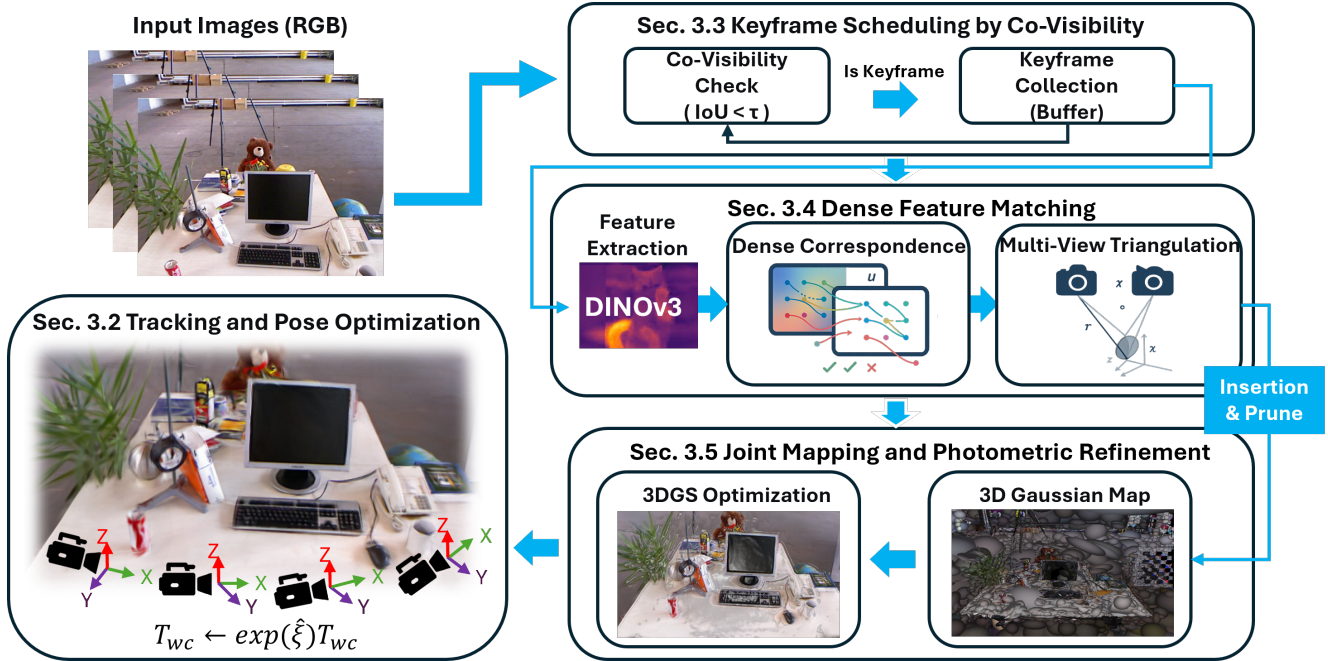 Input Images (RGB)
Sec. 3.3 Keyframe Scheduling by Co-Visibility
Co-Visibility
Check
( IoU < τ )
Is Keyframe
Keyframe
Collection
(Buffer)
Sec. 3.4 Dense Feature Matching
Feature
Extraction
DINOv3
Dense Correspondence
u
Multi-View Triangulation
x
r
z
x
Insertion
& Prune
Sec. 3.5 Joint Mapping and Photometric Refinement
3DGS Optimization
3D Gaussian Map
Sec. 3.2 Tracking and Pose Optimization
Z
X
Y
Z
X
Y
Z
X
Y
Z
X
Y
T_wc ← exp(ξ̂)T_wc